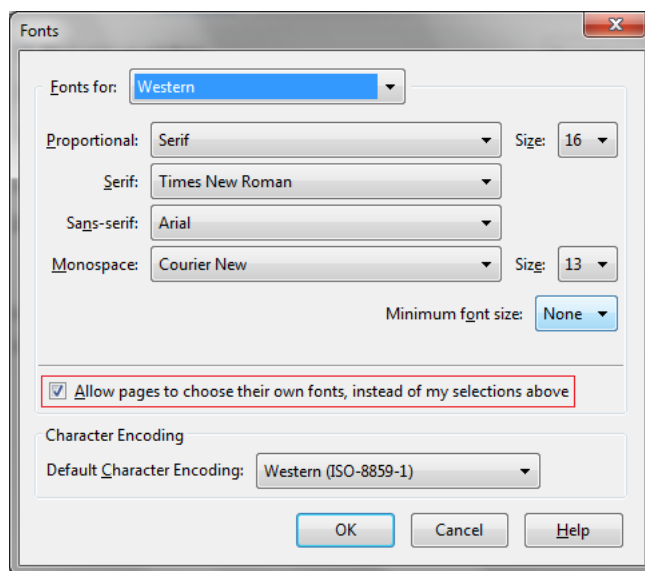 Fonts
Fonts for: Western
Proportional: Serif Size: 16
Serif: Times New Roman
Sans-serif: Arial
Monospace: Courier New Size: 13
Minimum font size: None
Allow pages to choose their own fonts, instead of my selections above
Character Encoding
Default Character Encoding: Western (ISO-8859-1)
OK Cancel Help